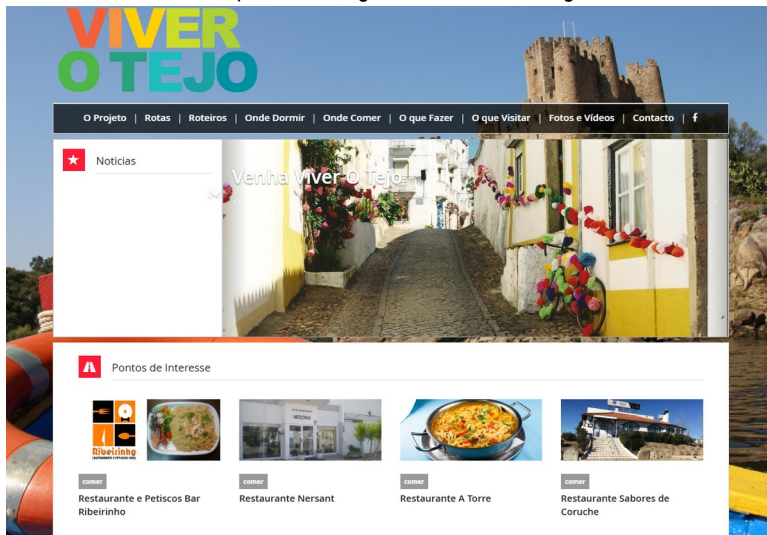 VIVER
O TEJO
O Projeto | Rotas | Roteiros | Onde Dormir | Onde Comer | O que Fazer | O que Visitar | Fotos e Vídeos | Contacto | f
Noticias
Venha Viver O Tejo
Pontos de Interesse
Ribeirinho
comer
Restaurante e Petiscos Bar
Ribeirinho
comer
Restaurante Nersant
comer
Restaurante A Torre
comer
Restaurante Sabores de
Coruche